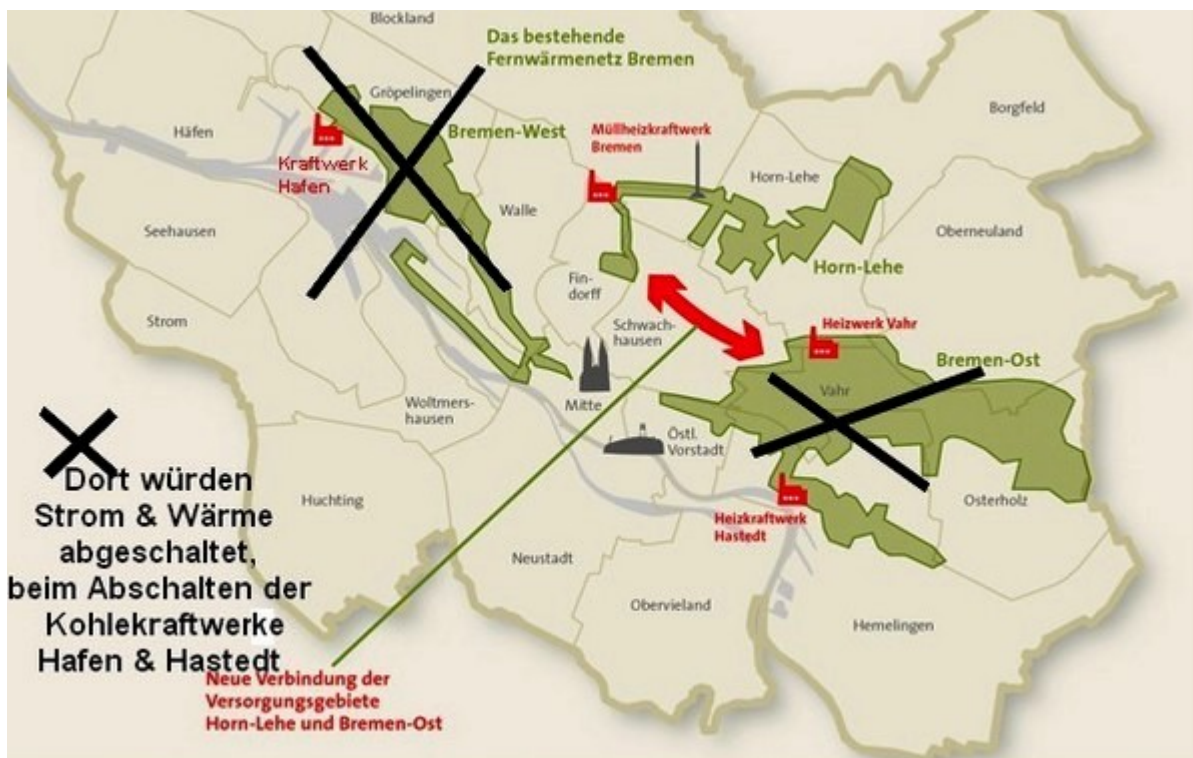 Blockland
Das bestehende
Fernwärmenetz Bremen
Gröpelingen
Borgfeld
Häfen
Bremen-West
Müllheizkraftwerk
Bremen
Kraftwerk
Hafen
Horn-Lehe
Walle
Seehausen
Oberneuland
Horn-Lehe
Fin-
dorff
Strom
Schwach-
hausen
Heizwerk Vahr
Bremen-Ost
Vahr
Woltmers-
hausen
Mitte
Östl.
Vorstadt
Dort würden
Strom & Wärme
abgeschaltet,
beim Abschalten der
Kohlekraftwerke
Hafen & Hastedt
Huchting
Osterholz
Heizkraftwerk
Hastedt
Neustadt
Obervieland
Hemelingen
Neue Verbindung der
Versorgungsgebiete
Horn-Lehe und Bremen-Ost